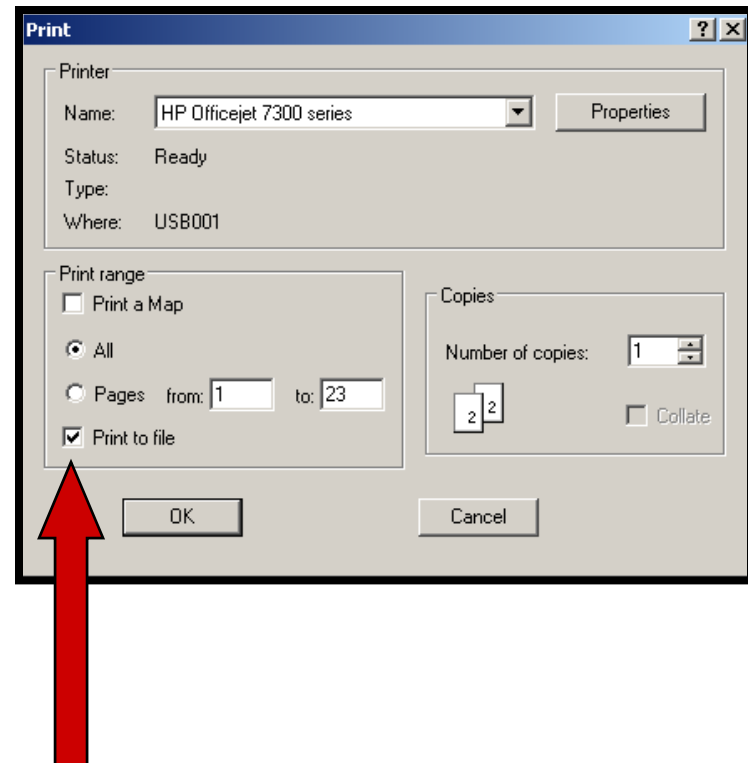 Print
Printer
Name: HP Officejet 7300 series Properties
Status: Ready
Type:
Where: USB001
Print range
Print a Map
All
Pages from: 1 to: 23
Print to file
Copies
Number of copies: 1
2 2
Collate
OK Cancel